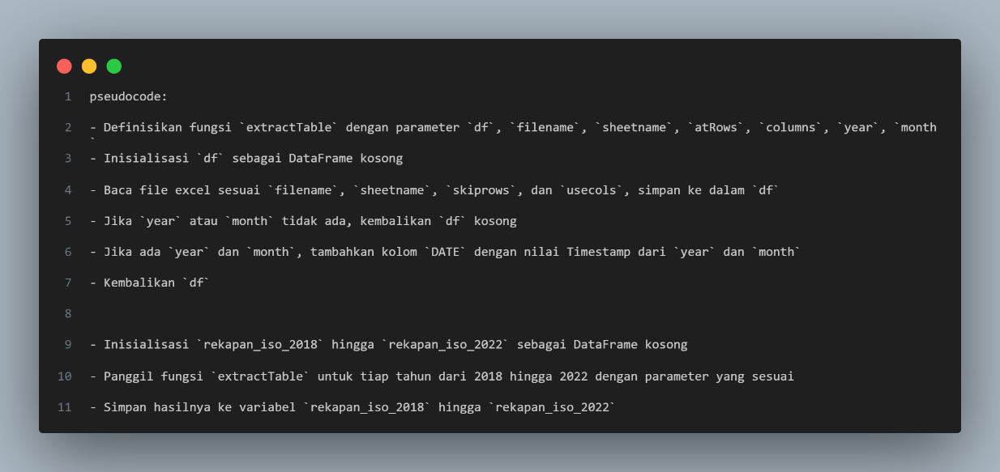 1 pseudocode:
2 - Definisikan fungsi `extractTable` dengan parameter `df`, `filename`, `sheetname`, `atRows`, `columns`, `year`, `month
`
3 - Inisialisasi `df` sebagai DataFrame kosong
4 - Baca file excel sesuai `filename`, `sheetname`, `skiprows`, dan `usecols`, simpan ke dalam `df`
5 - Jika `year` atau `month` tidak ada, kembalikan `df` kosong
6 - Jika ada `year` dan `month`, tambahkan kolom `DATE` dengan nilai Timestamp dari `year` dan `month`
7 - Kembalikan `df`
8
9 - Inisialisasi `rekapan_iso_2018` hingga `rekapan_iso_2022` sebagai DataFrame kosong
10 - Panggil fungsi `extractTable` untuk tiap tahun dari 2018 hingga 2022 dengan parameter yang sesuai
11 - Simpan hasilnya ke variabel `rekapan_iso_2018` hingga `rekapan_iso_2022`